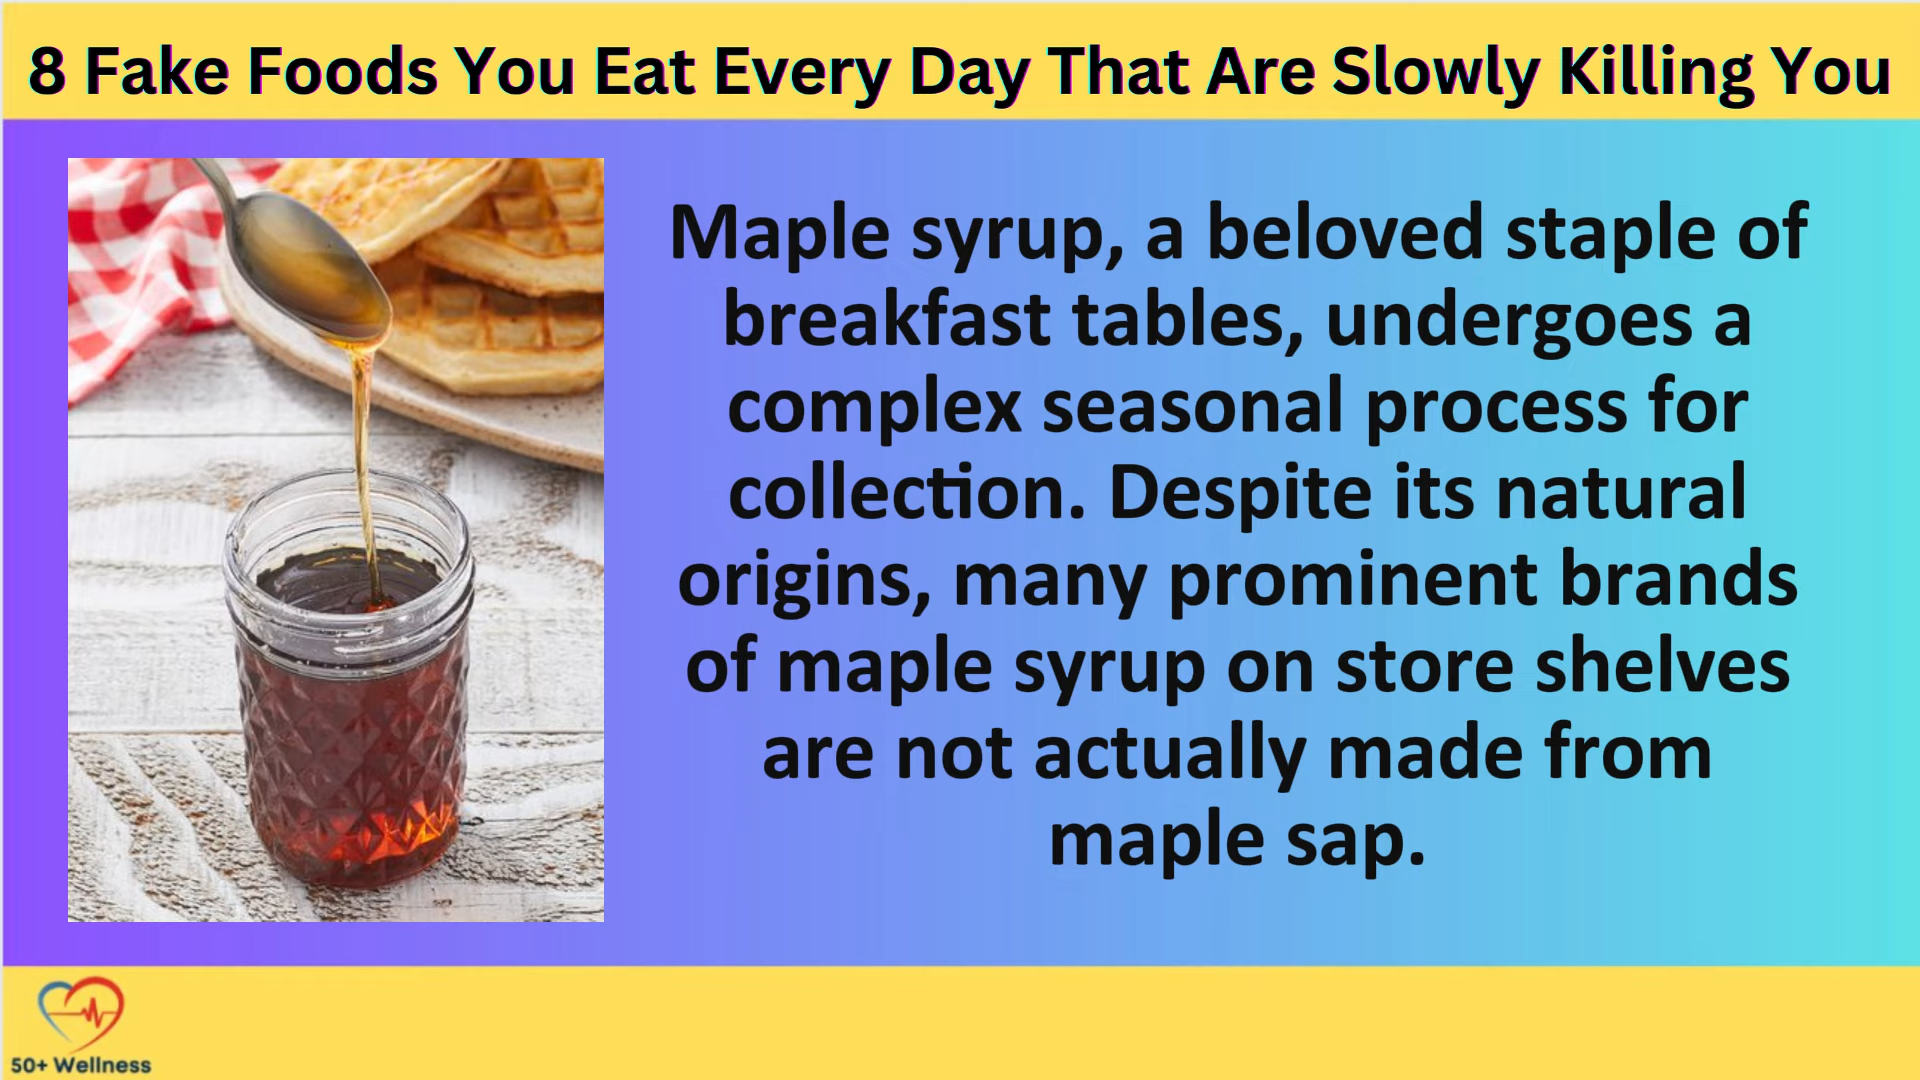 8 Fake Foods You Eat Every Day That Are Slowly Killing You
Maple syrup, a beloved staple of
breakfast tables, undergoes a
complex seasonal process for
collection. Despite its natural
origins, many prominent brands
of maple syrup on store shelves
are not actually made from
maple sap.
50+ Wellness